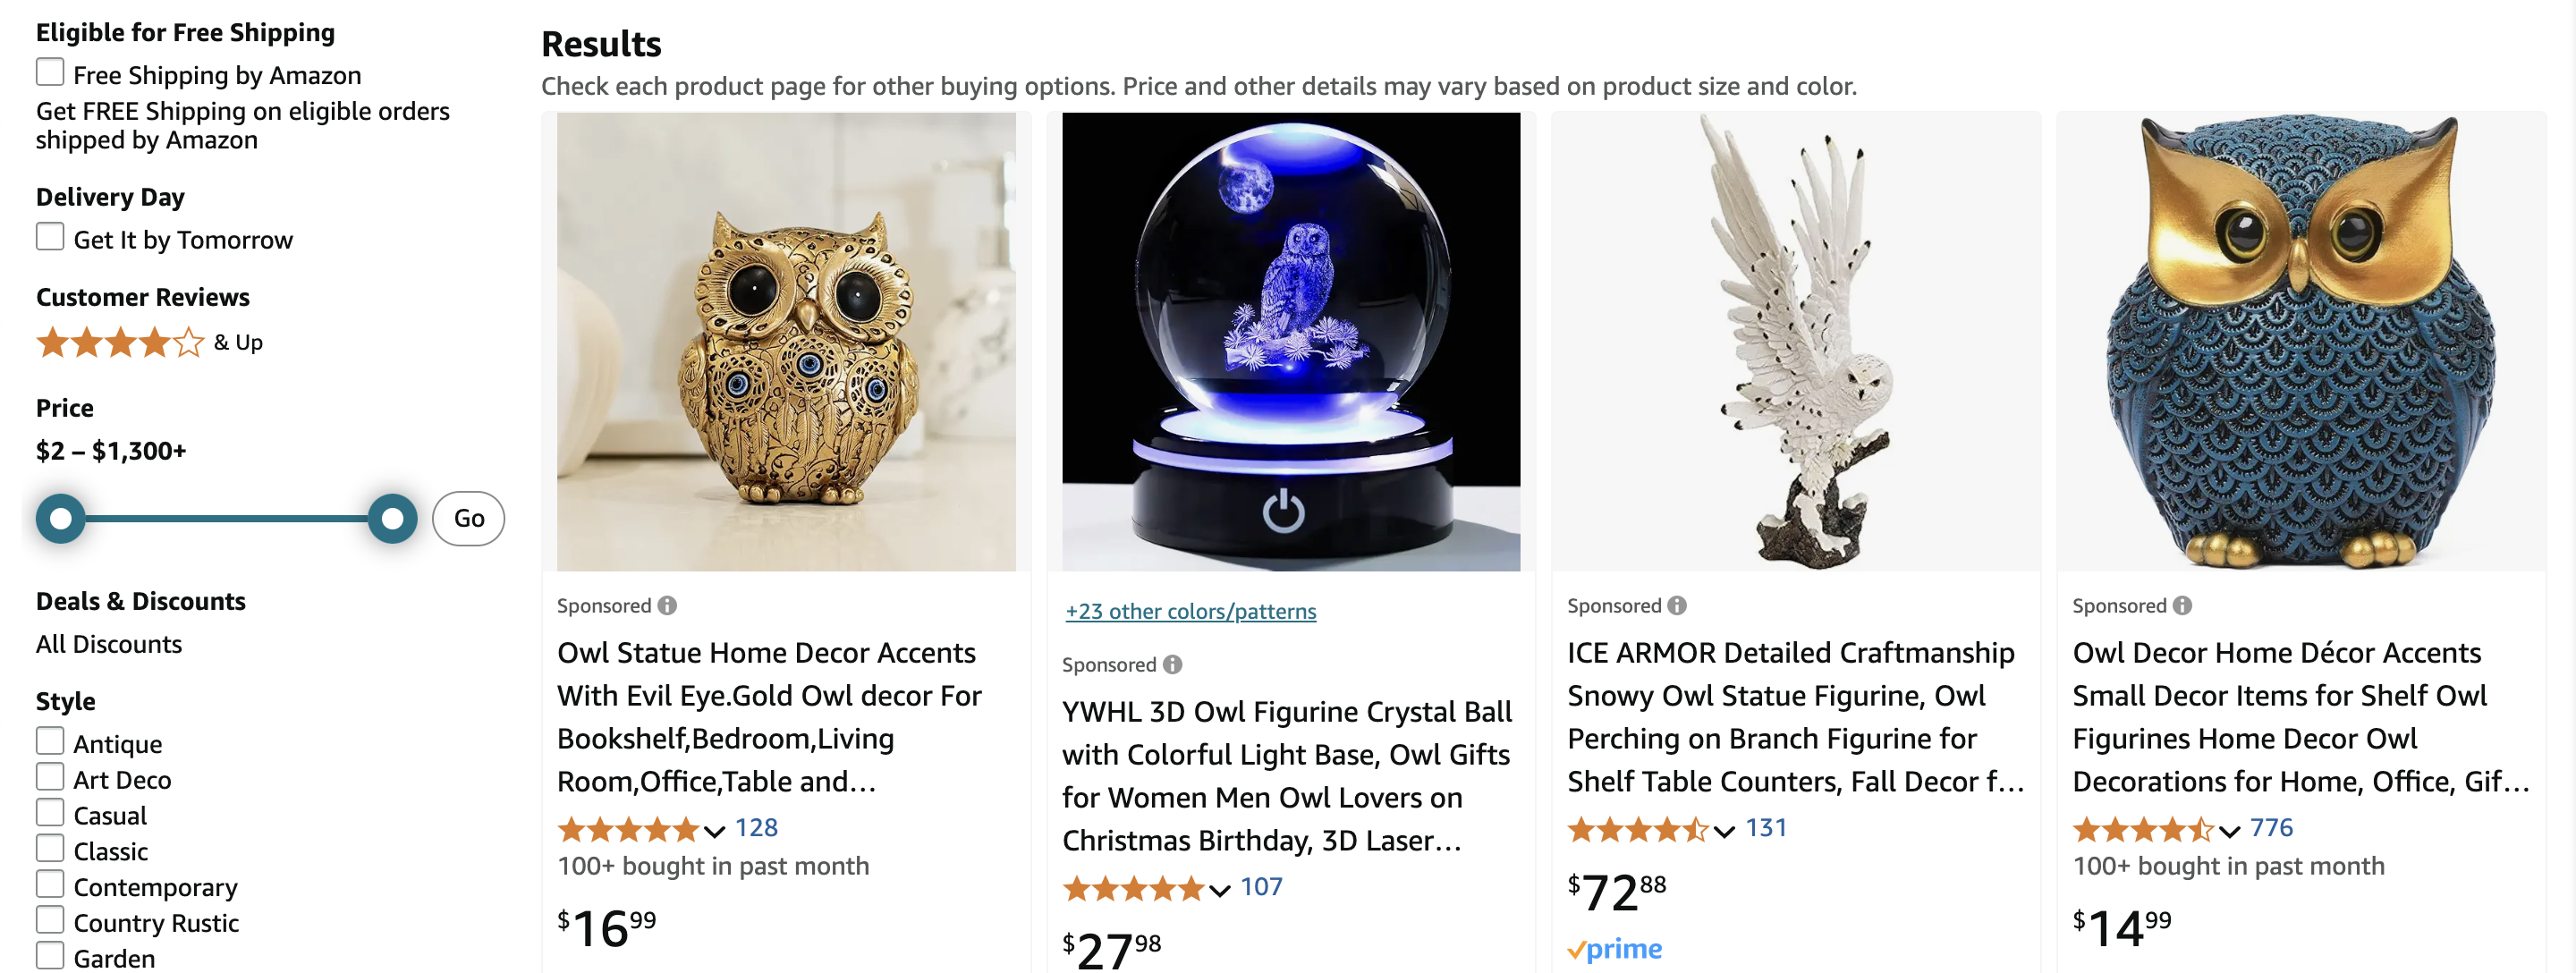 Eligible for Free Shipping
Free Shipping by Amazon
Get FREE Shipping on eligible orders
shipped by Amazon
Delivery Day
Get It by Tomorrow
Customer Reviews
& Up
Price
$2 – $1,300+
Go
Deals & Discounts
All Discounts
Style
Antique
Art Deco
Casual
Classic
Contemporary
Country Rustic
Garden
Results
Check each product page for other buying options. Price and other details may vary based on product size and color.
Sponsored
Owl Statue Home Decor Accents
With Evil Eye.Gold Owl decor For
Bookshelf,Bedroom,Living
Room,Office,Table and…
128
100+ bought in past month
$16.99
+23 other colors/patterns
Sponsored
YWHL 3D Owl Figurine Crystal Ball
with Colorful Light Base, Owl Gifts
for Women Men Owl Lovers on
Christmas Birthday, 3D Laser…
107
$27.98
Sponsored
ICE ARMOR Detailed Craftmanship
Snowy Owl Statue Figurine, Owl
Perching on Branch Figurine for
Shelf Table Counters, Fall Decor f…
131
$72.88
prime
Sponsored
Owl Decor Home Décor Accents
Small Decor Items for Shelf Owl
Figurines Home Decor Owl
Decorations for Home, Office, Gif…
776
100+ bought in past month
$14.99